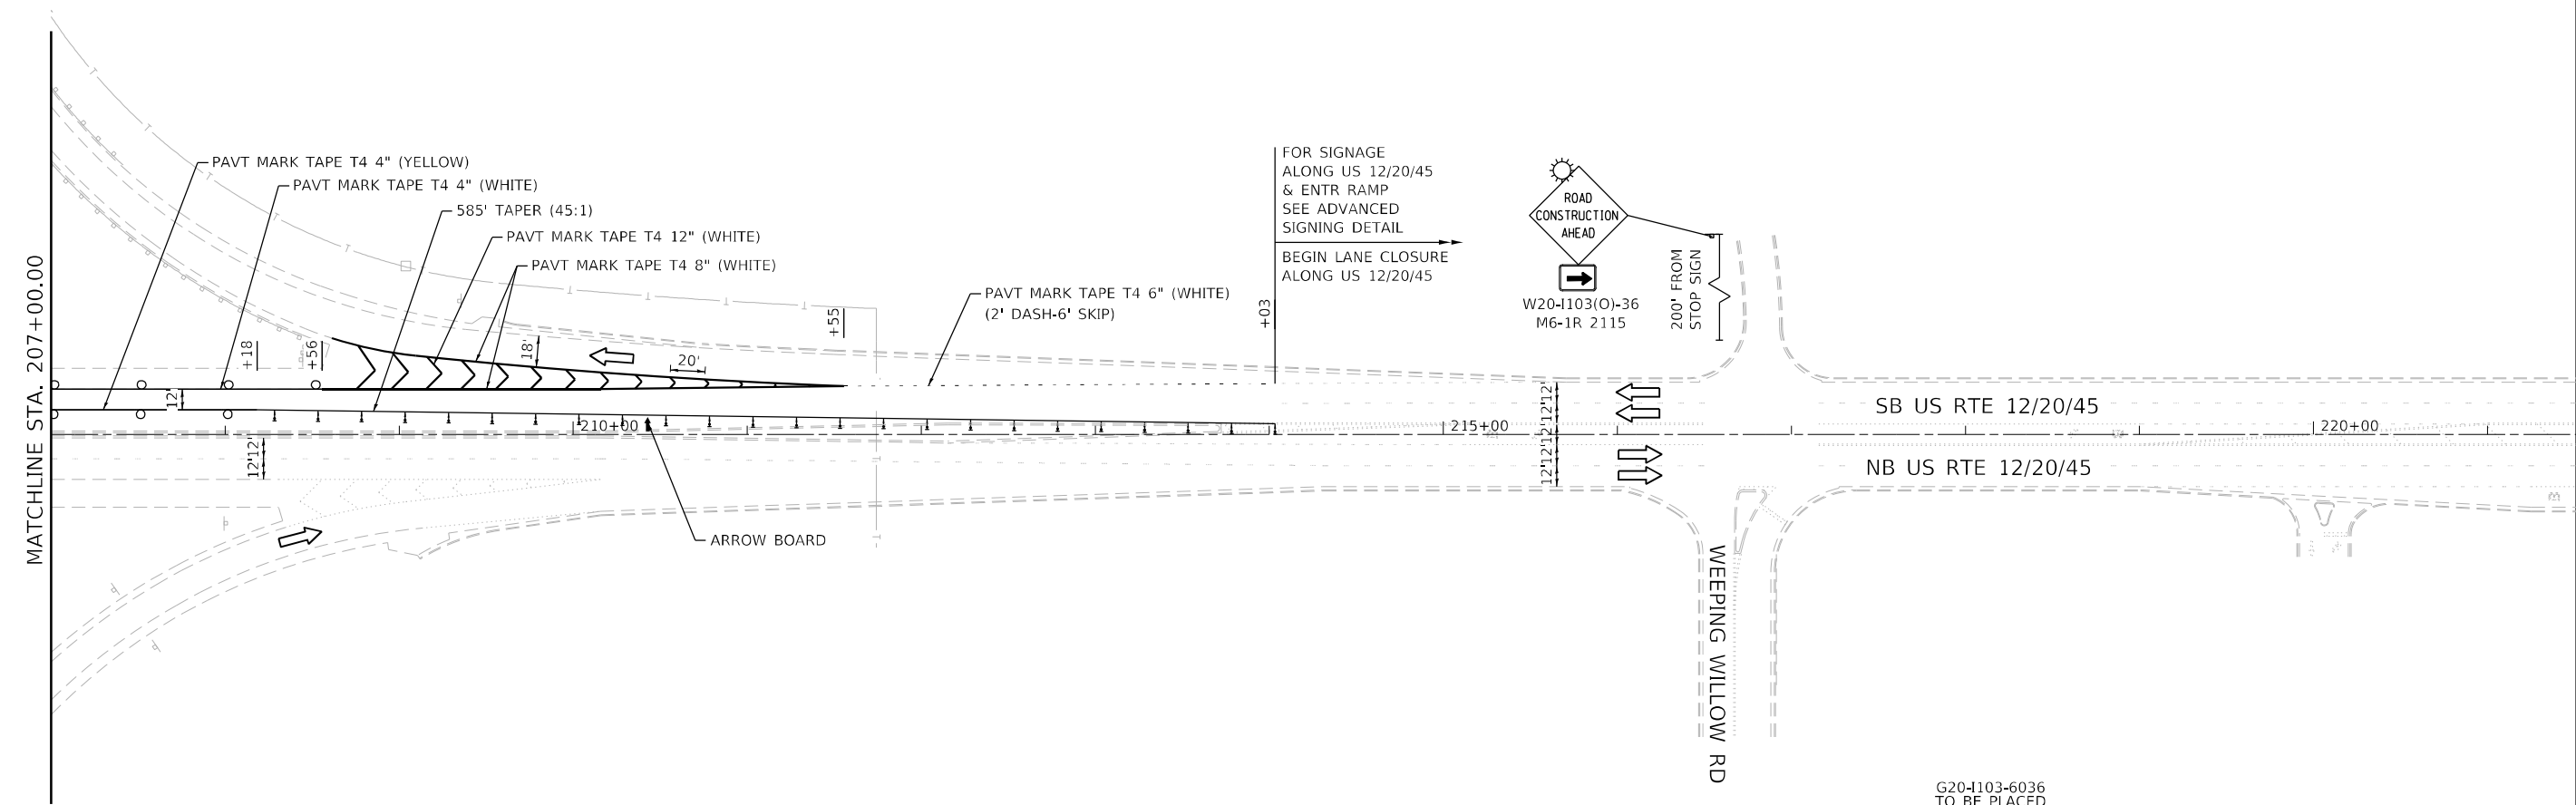 MATCHLINE STA. 207+00.00
PAVT MARK TAPE T4 4" (YELLOW)
PAVT MARK TAPE T4 4" (WHITE)
585' TAPER (45:1)
PAVT MARK TAPE T4 12" (WHITE)
PAVT MARK TAPE T4 8" (WHITE)
PAVT MARK TAPE T4 6" (WHITE)
(2' DASH-6' SKIP)
+18
+56
18'
20'
+55
+03
FOR SIGNAGE
ALONG US 12/20/45
& ENTR RAMP
SEE ADVANCED
SIGNING DETAIL
BEGIN LANE CLOSURE
ALONG US 12/20/45
ROAD
CONSTRUCTION
AHEAD
W20-I103(O)-36
M6-1R 2115
200' FROM
STOP SIGN
12'
12'12'
210+00
215+00
220+00
12'12'12'12'12'
SB US RTE 12/20/45
NB US RTE 12/20/45
ARROW BOARD
WEEPING WILLOW RD
G20-I103-6036
TO BE PLACED